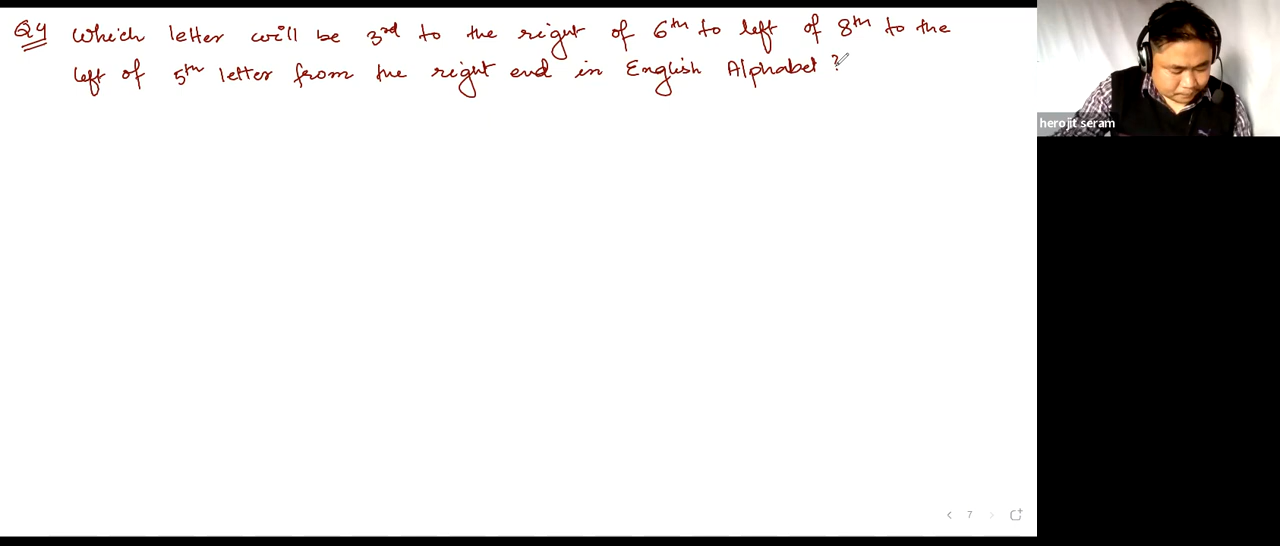 Q4 Which letter will be 3rd to the right of 6th to left of 8th to the
left of 5th letter from the right end in English Alphabet ?
herojit seram
7